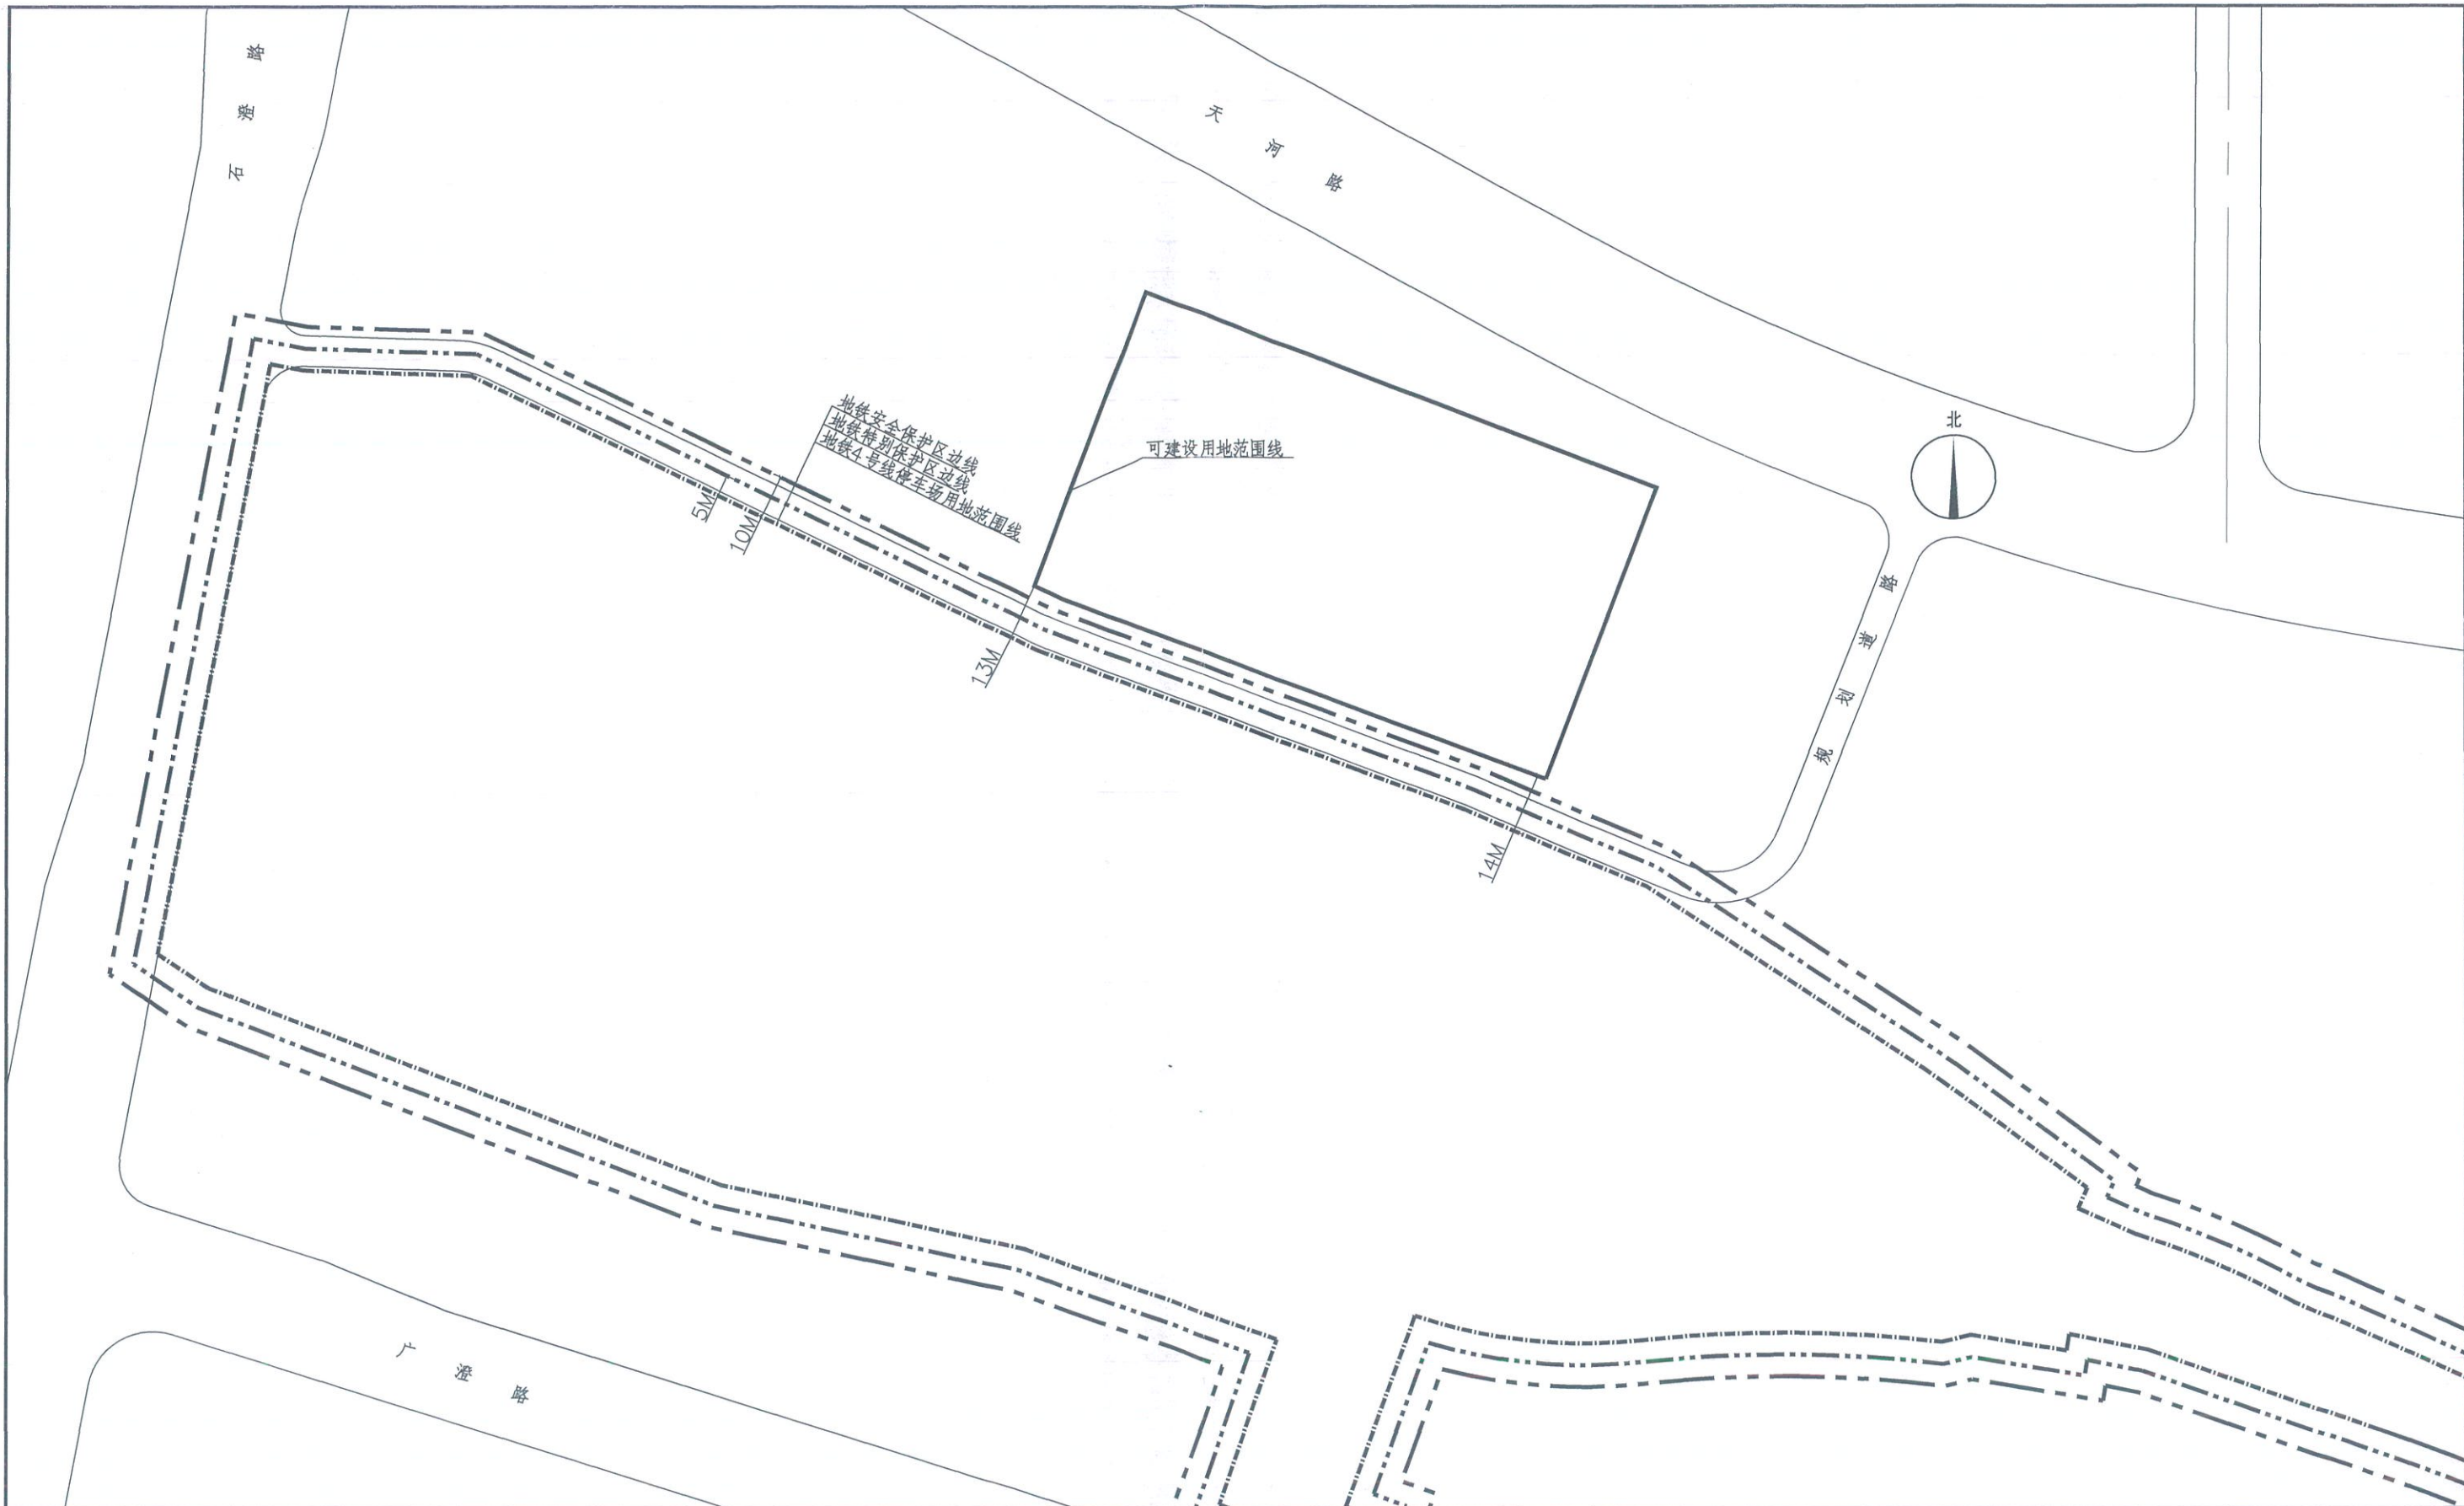 石澄路
天河路
北
地铁安全保护区边线
地铁特别保护区边线
地铁4号线停车场用地范围线
可建设用地范围线
5M
10M
13M
14M
规划道路
广澄路